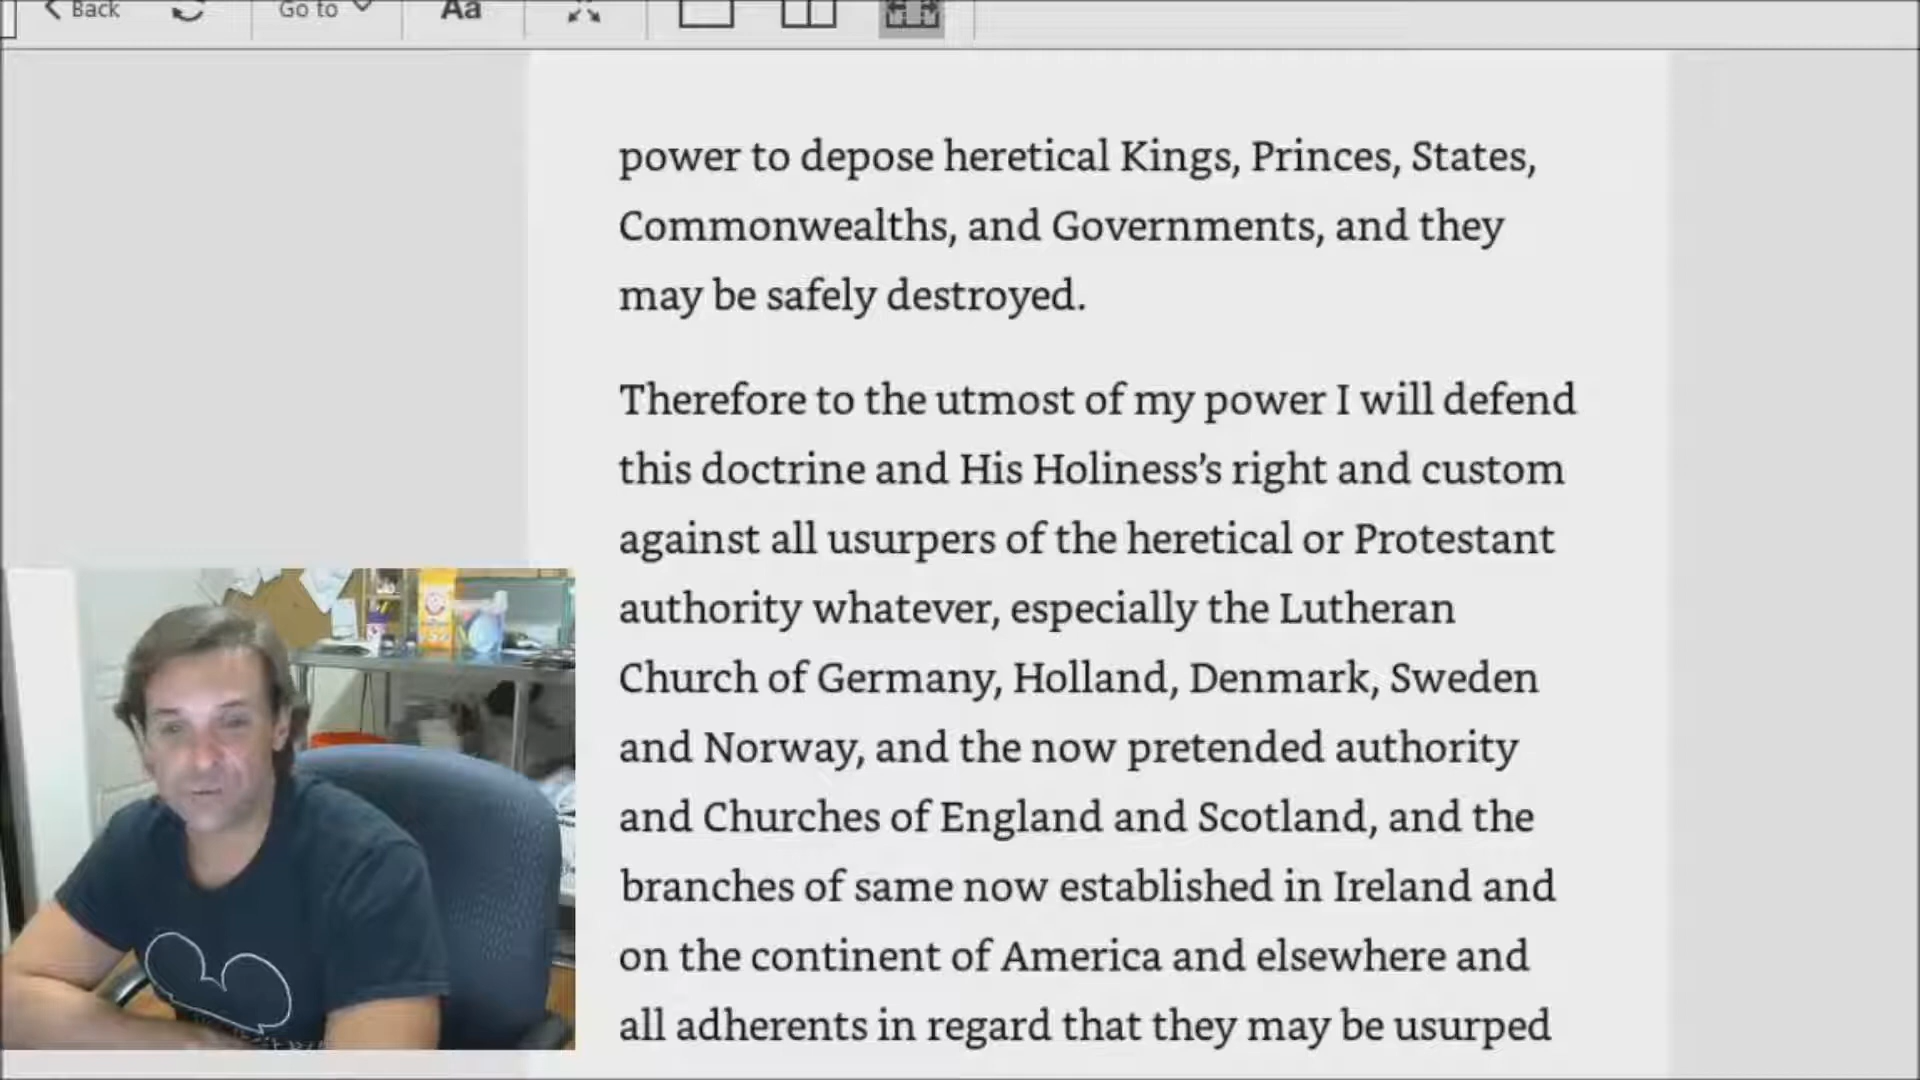 Back
Go to
Aa
power to depose heretical Kings, Princes, States,
Commonwealths, and Governments, and they
may be safely destroyed.
Therefore to the utmost of my power I will defend
this doctrine and His Holiness’s right and custom
against all usurpers of the heretical or Protestant
authority whatever, especially the Lutheran
Church of Germany, Holland, Denmark, Sweden
and Norway, and the now pretended authority
and Churches of England and Scotland, and the
branches of same now established in Ireland and
on the continent of America and elsewhere and
all adherents in regard that they may be usurped